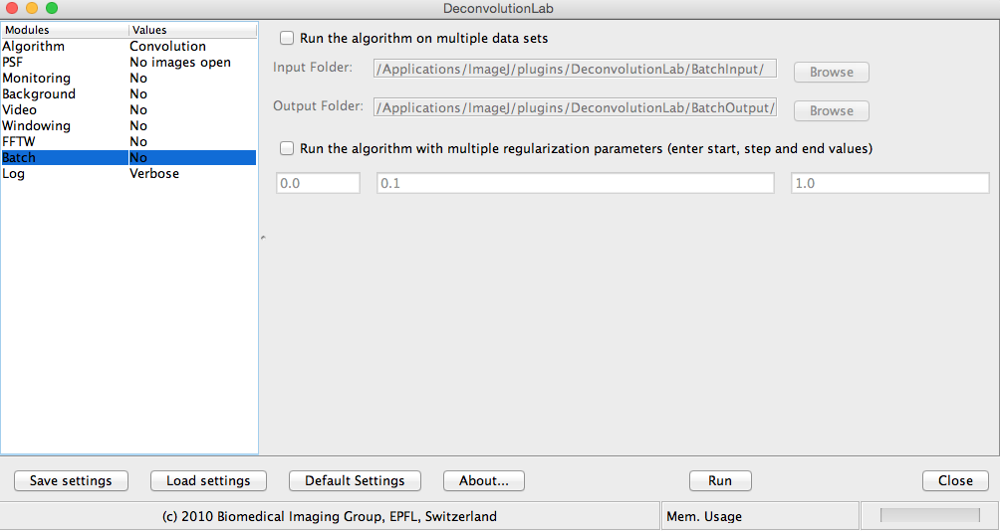 DeconvolutionLab
Modules Values
Algorithm Convolution
PSF No images open
Monitoring No
Background No
Video No
Windowing No
FFTW No
Batch No
Log Verbose
Run the algorithm on multiple data sets
Input Folder: /Applications/ImageJ/plugins/DeconvolutionLab/BatchInput/ Browse
Output Folder: /Applications/ImageJ/plugins/DeconvolutionLab/BatchOutput/ Browse
Run the algorithm with multiple regularization parameters (enter start, step and end values)
0.0 0.1 1.0
Save settings Load settings Default Settings About... Run Close
(c) 2010 Biomedical Imaging Group, EPFL, Switzerland Mem. Usage